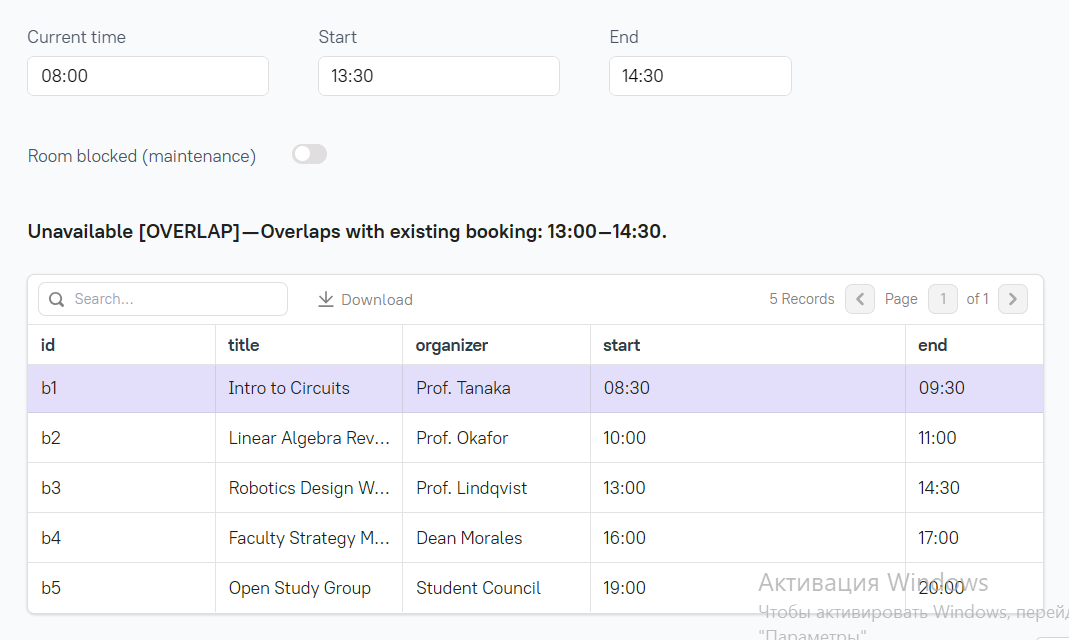 Current time Start End
08:00 13:30 14:30
Room blocked (maintenance)
Unavailable [OVERLAP]—Overlaps with existing booking: 13:00–14:30.
Search... Download 5 Records Page 1 of 1
id title organizer start end
b1 Intro to Circuits Prof. Tanaka 08:30 09:30
b2 Linear Algebra Rev... Prof. Okafor 10:00 11:00
b3 Robotics Design W... Prof. Lindqvist 13:00 14:30
b4 Faculty Strategy M... Dean Morales 16:00 17:00
b5 Open Study Group Student Council 19:00 20:00
Активация Windows
Чтобы активировать Windows, перейд
"Параметры"